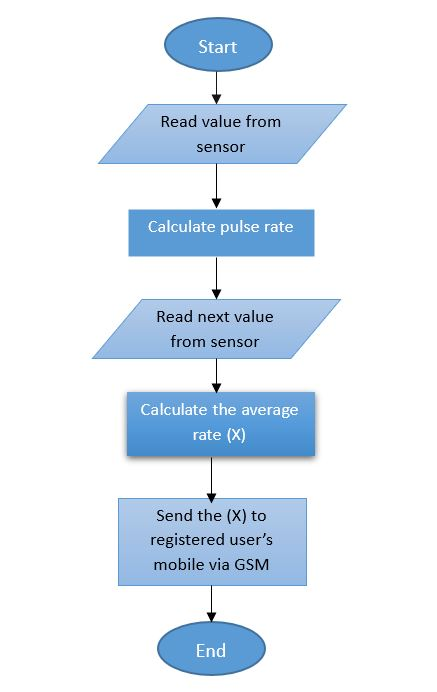 Start
Read value from
sensor
Calculate pulse rate
Read next value
from sensor
Calculate the average
rate (X)
Send the (X) to
registered user’s
mobile via GSM
End